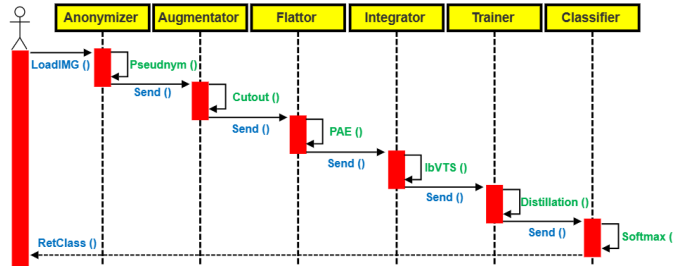 Anonymizer Augmentator Flattor Integrator Trainer Classifier
LoadIMG () Pseudnym ()
Send () Cutout ()
Send () PAE ()
Send () IbVTS ()
Send () Distillation ()
Send () Softmax (
RetClass ()